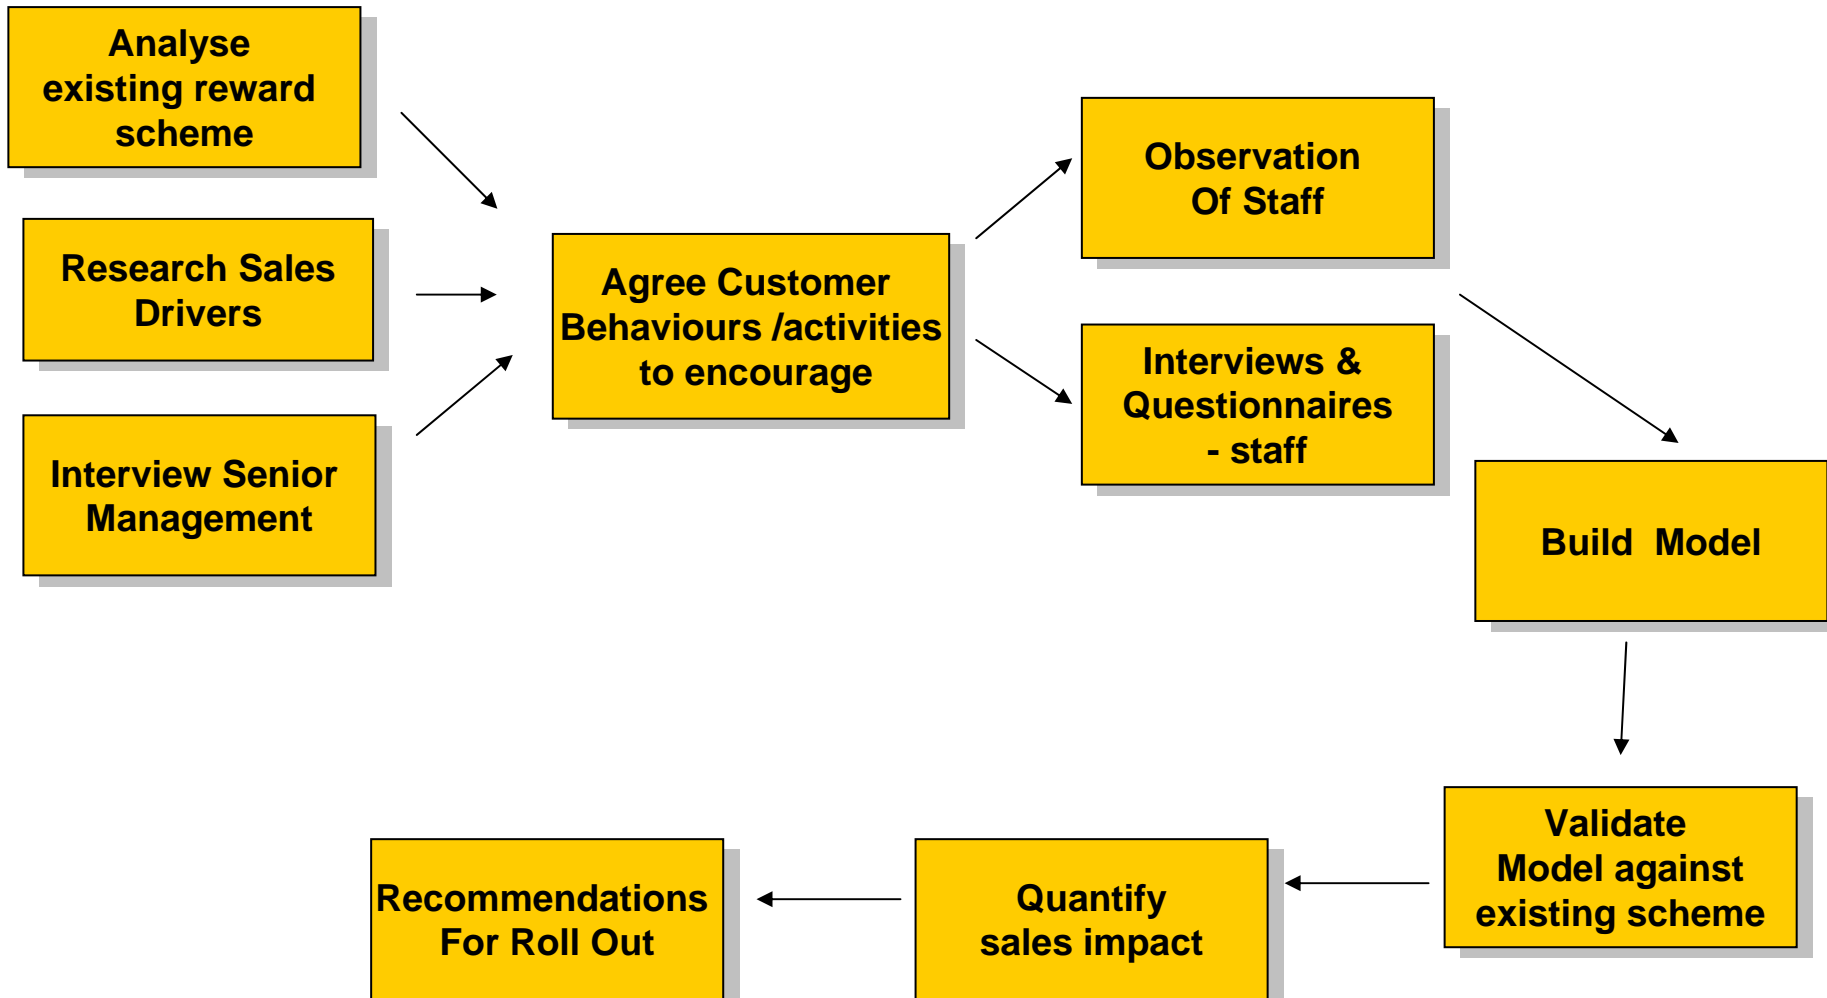 Analyse
existing reward
scheme
Research Sales
Drivers
Interview Senior
Management
Agree Customer
Behaviours /activities
to encourage
Observation
Of Staff
Interviews &
Questionnaires
- staff
Build  Model
Validate
Model against
existing scheme
Quantify
sales impact
Recommendations
For Roll Out